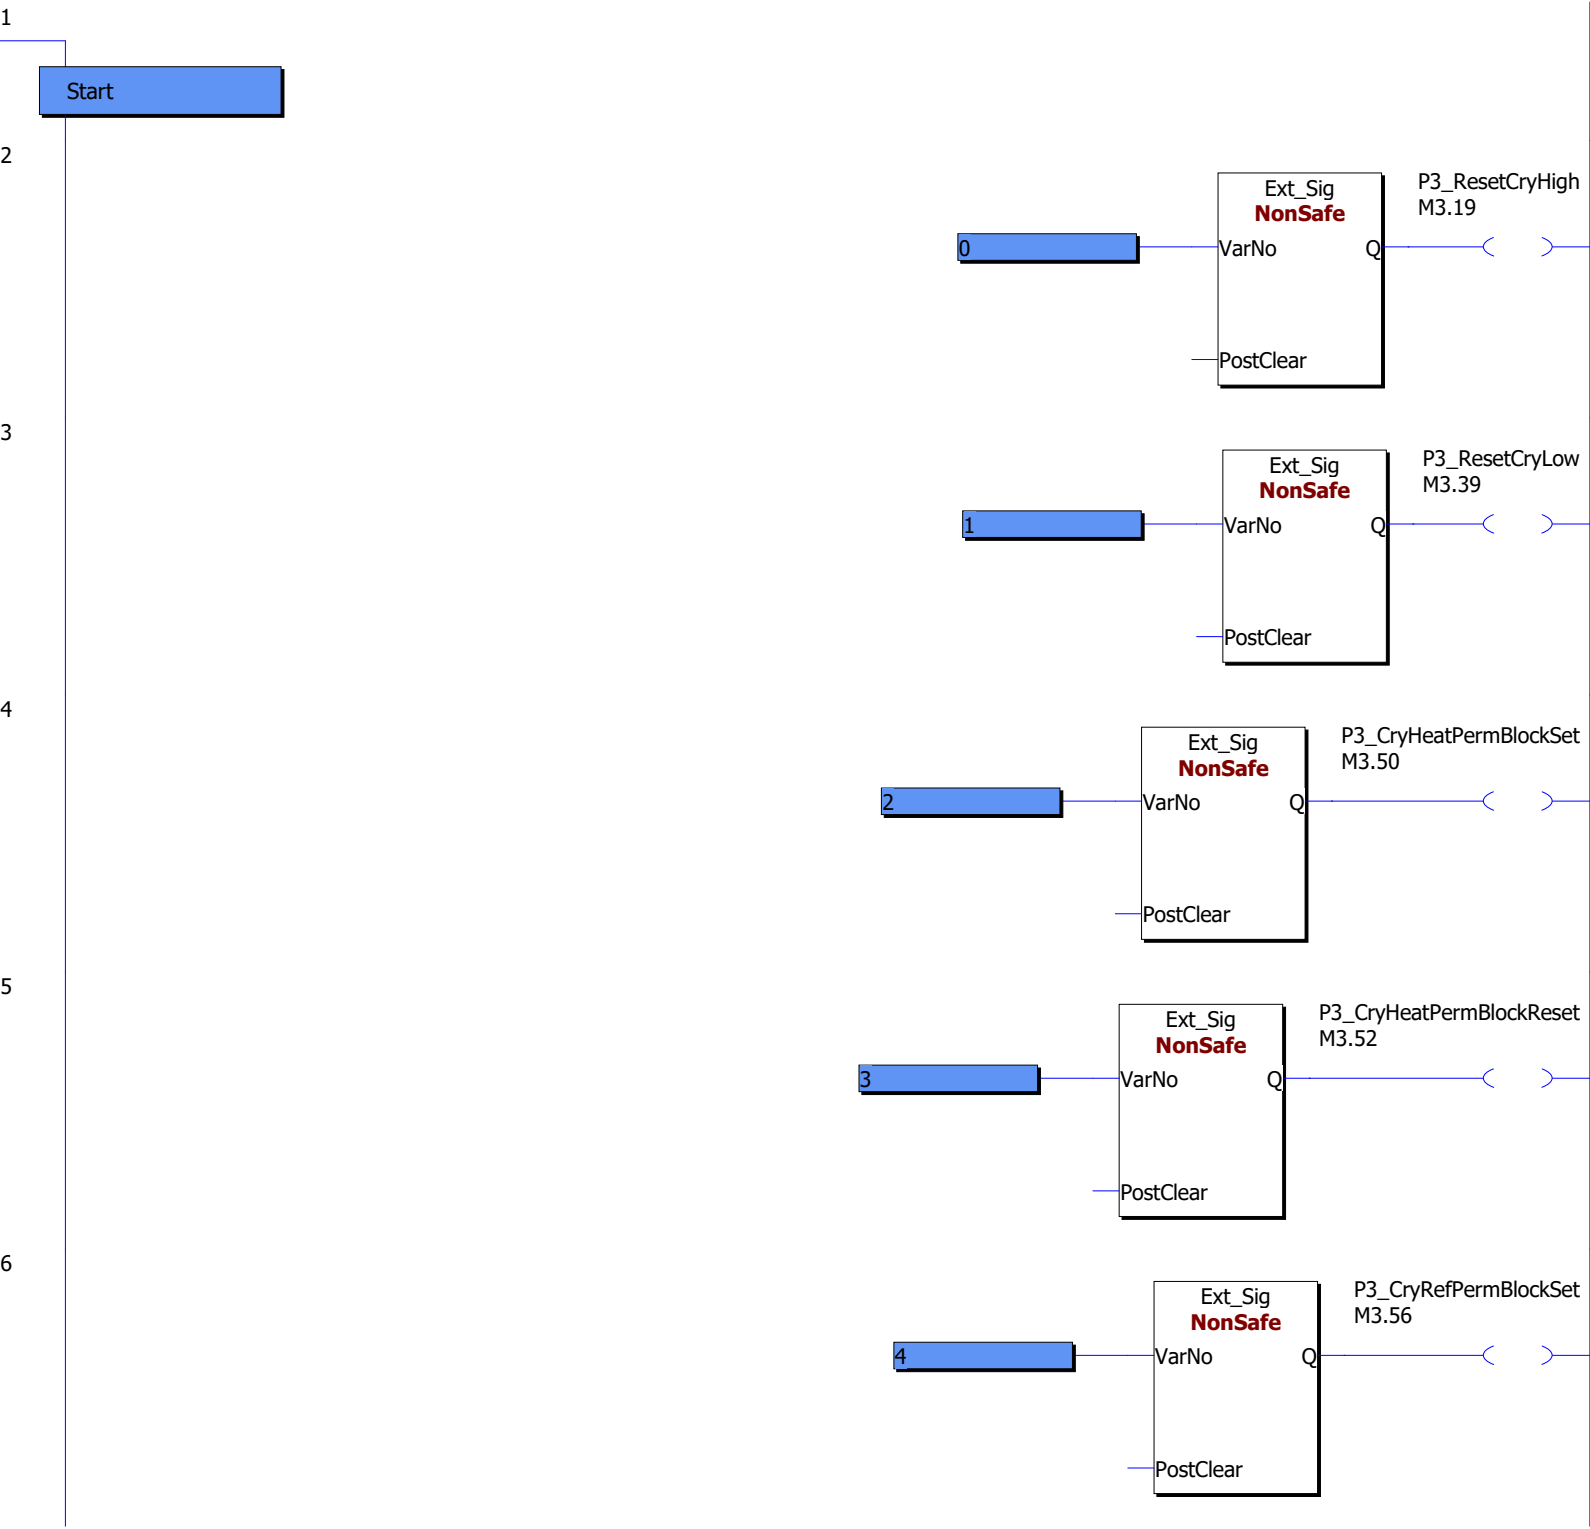 1
Start
2
Ext_Sig
NonSafe
P3_ResetCryHigh
M3.19
0
VarNo
Q
PostClear
3
Ext_Sig
NonSafe
P3_ResetCryLow
M3.39
1
VarNo
Q
PostClear
4
Ext_Sig
NonSafe
P3_CryHeatPermBlockSet
M3.50
2
VarNo
Q
PostClear
5
Ext_Sig
NonSafe
P3_CryHeatPermBlockReset
M3.52
3
VarNo
Q
PostClear
6
Ext_Sig
NonSafe
P3_CryRefPermBlockSet
M3.56
4
VarNo
Q
PostClear